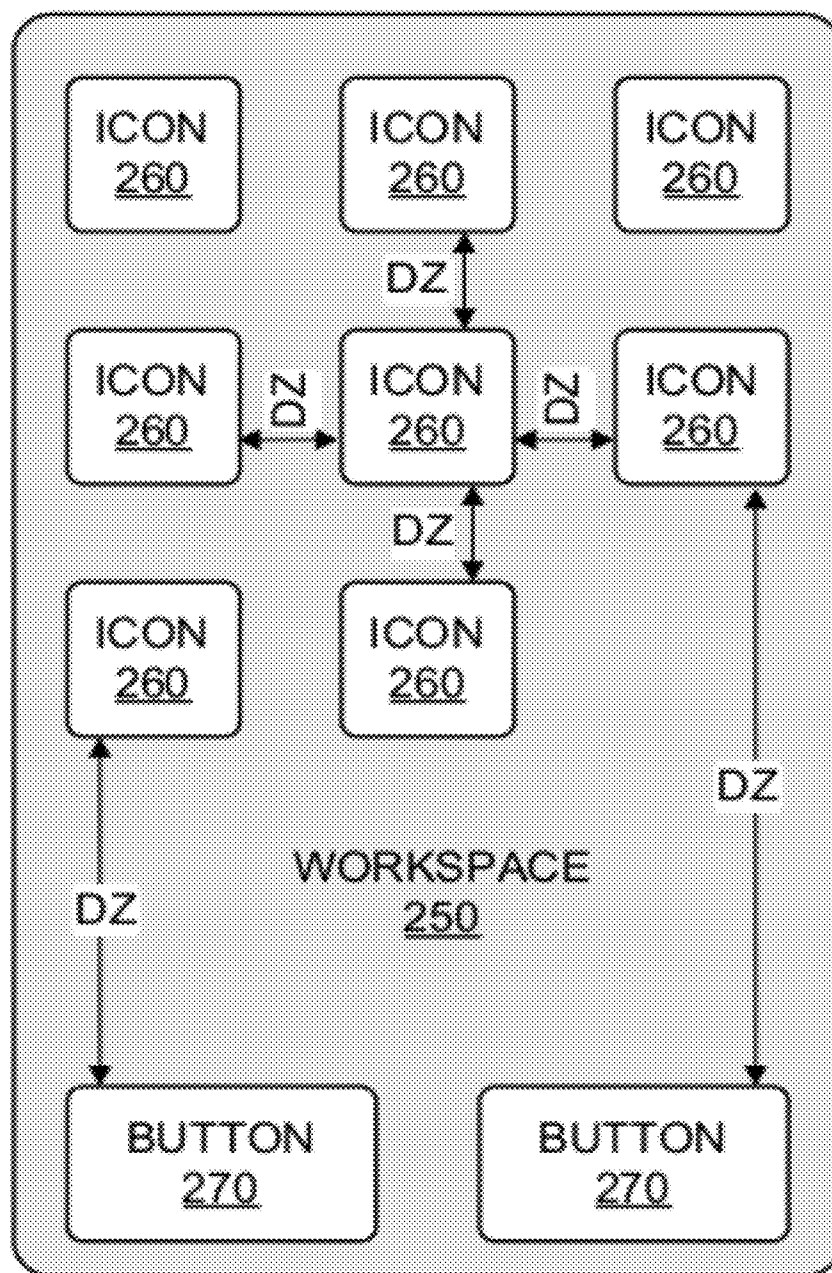 ICON ICON ICON
260 260 260
DZ
ICON DZ ICON DZ ICON
260 260 260
DZ
ICON ICON
260 260
DZ
WORKSPACE
250
DZ
BUTTON BUTTON
270 270